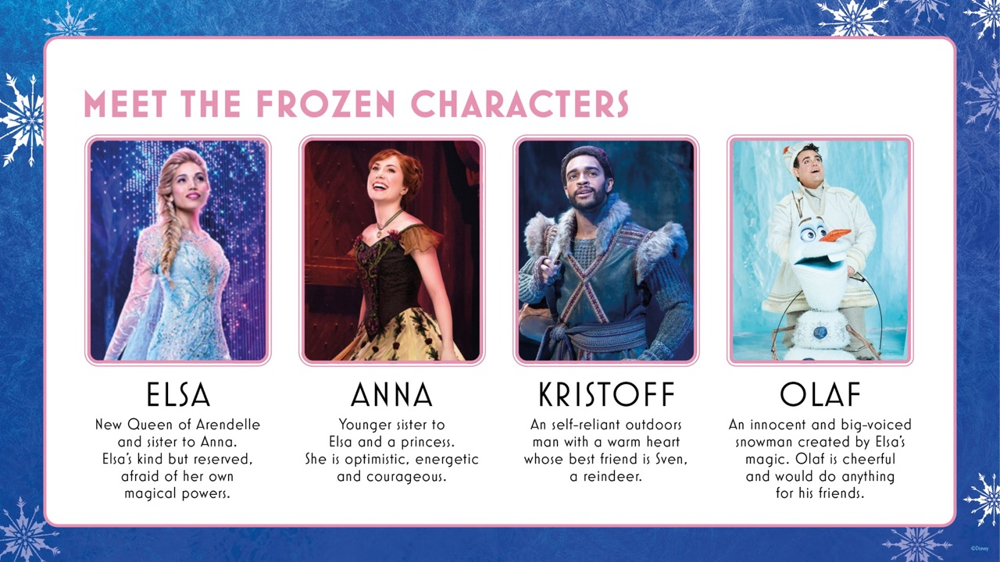 MEET THE FROZEN CHARACTERS
ELSA
New Queen of Arendelle
and sister to Anna.
Elsa's kind but reserved,
afraid of her own
magical powers.
ANNA
Younger sister to
Elsa and a princess.
She is optimistic, energetic
and courageous.
KRISTOFF
An self-reliant outdoors
man with a warm heart
whose best friend is Sven,
a reindeer.
OLAF
An innocent and big-voiced
snowman created by Elsa's
magic. Olaf is cheerful
and would do anything
for his friends.
©Disney